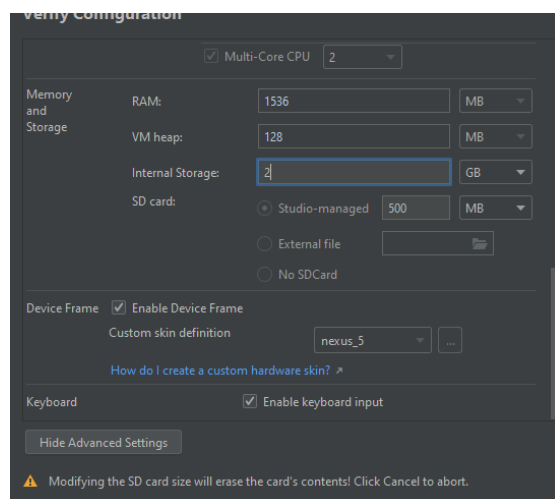 Verify Configuration
Multi-Core CPU 2
Memory and Storage
RAM: 1536 MB
VM heap: 128 MB
Internal Storage: 2 GB
SD card: Studio-managed 500 MB
External file
No SDCard
Device Frame Enable Device Frame
Custom skin definition nexus_5 ...
How do I create a custom hardware skin? ↗
Keyboard Enable keyboard input
Hide Advanced Settings
Modifying the SD card size will erase the card's contents! Click Cancel to abort.